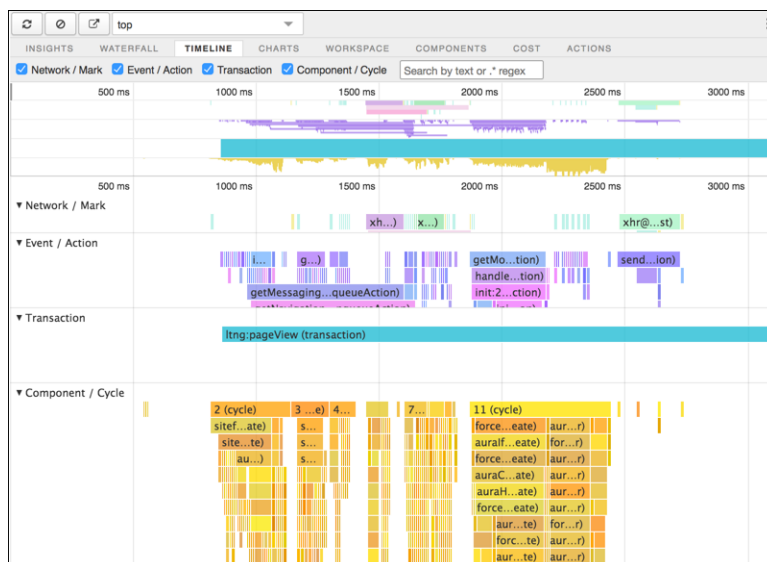 top
INSIGHTS WATERFALL TIMELINE CHARTS WORKSPACE COMPONENTS COST ACTIONS
Network / Mark Event / Action Transaction Component / Cycle Search by text or .* regex
500 ms 1000 ms 1500 ms 2000 ms 2500 ms 3000 ms
500 ms 1000 ms 1500 ms 2000 ms 2500 ms 3000 ms
▼ Network / Mark
xh...) x...) xhr@...st)
▼ Event / Action
i... g...) getMo...tion) send...ion)
handle...tion)
getMessaging...queueAction) init:2...ction)
▼ Transaction
ltng:pageView (transaction)
▼ Component / Cycle
2 (cycle) 3 ...e) 4... 7... 11 (cycle)
sitef...ate) s... force...eate) aur...r)
site...te) s... auraIf...eate) for...r)
au...) s... force...eate) aur...r)
auraC...ate) aur...r)
auraH...ate) aur...r)
force...eate) aur...r)
aur...te) for...r)
forc...te) aur...r)
aur...te) aur...r)